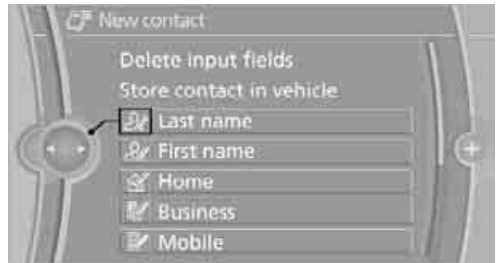 New contact
Delete input fields
Store contact in vehicle
Last name
First name
Home
Business
Mobile